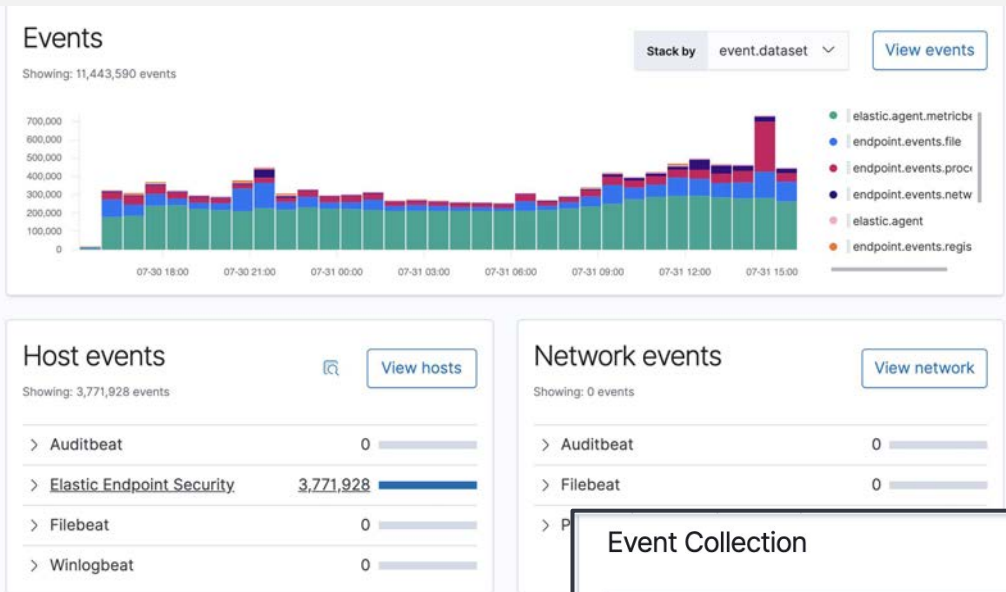 Events
Stack by event.dataset View events
Showing: 11,443,590 events
700,000
600,000
500,000
400,000
300,000
200,000
100,000
0
07-30 18:00 07-30 21:00 07-31 00:00 07-31 03:00 07-31 06:00 07-31 09:00 07-31 12:00 07-31 15:00
elastic.agent.metricbe
endpoint.events.file
endpoint.events.proc
endpoint.events.netw
elastic.agent
endpoint.events.regis
Host events
View hosts
Showing: 3,771,928 events
Auditbeat 0
Elastic Endpoint Security 3,771,928
Filebeat 0
Winlogbeat 0
Network events
View network
Showing: 0 events
Auditbeat 0
Filebeat 0
P
Event Collection